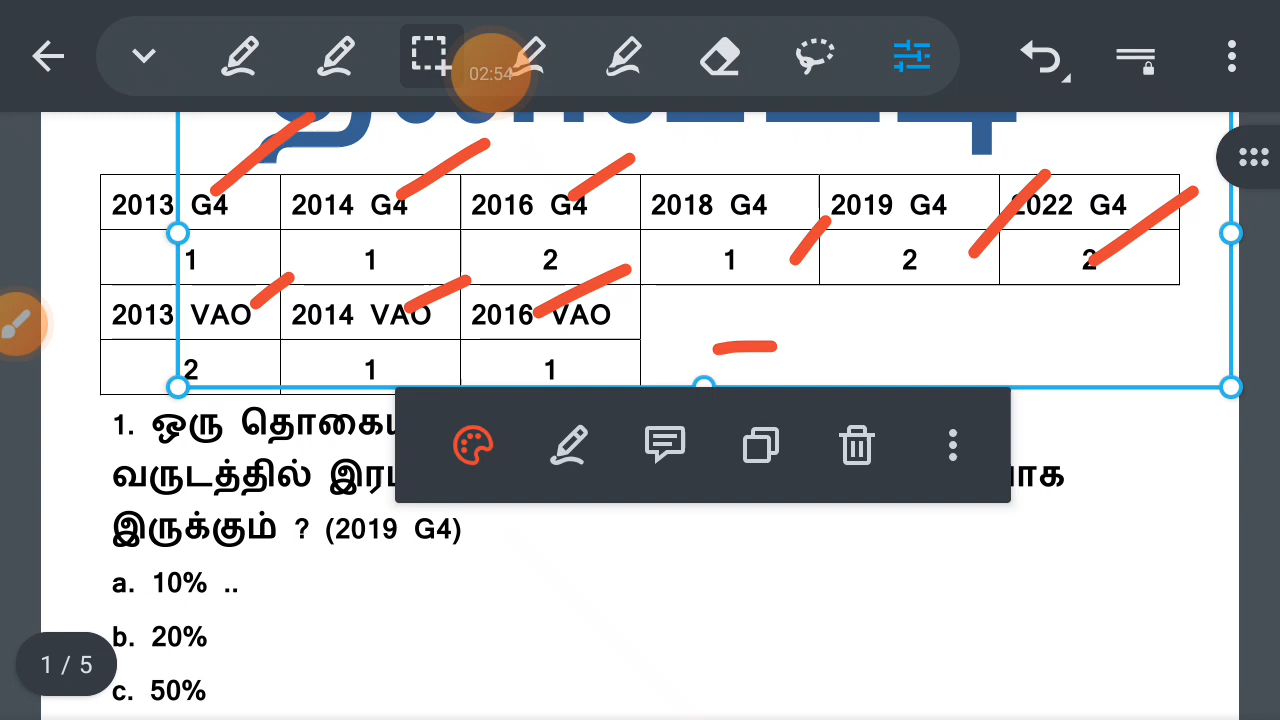 02:54
2013 G4 2014 G4 2016 G4 2018 G4 2019 G4 2022 G4
1 1 2 1 2 2
2013 VAO 2014 VAO 2016 VAO
2 1 1
1. ஒரு
வருடத்தில்
இருக்கும் ? (2019 G4)
a. 10% ..
b. 20%
c. 50%
1 / 5